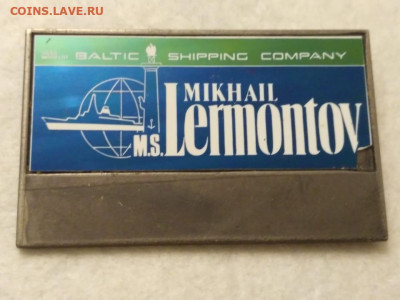 COINS.LAVE.RU
BALTIC SHIPPING COMPANY
MIKHAIL
M.S. Lermontov